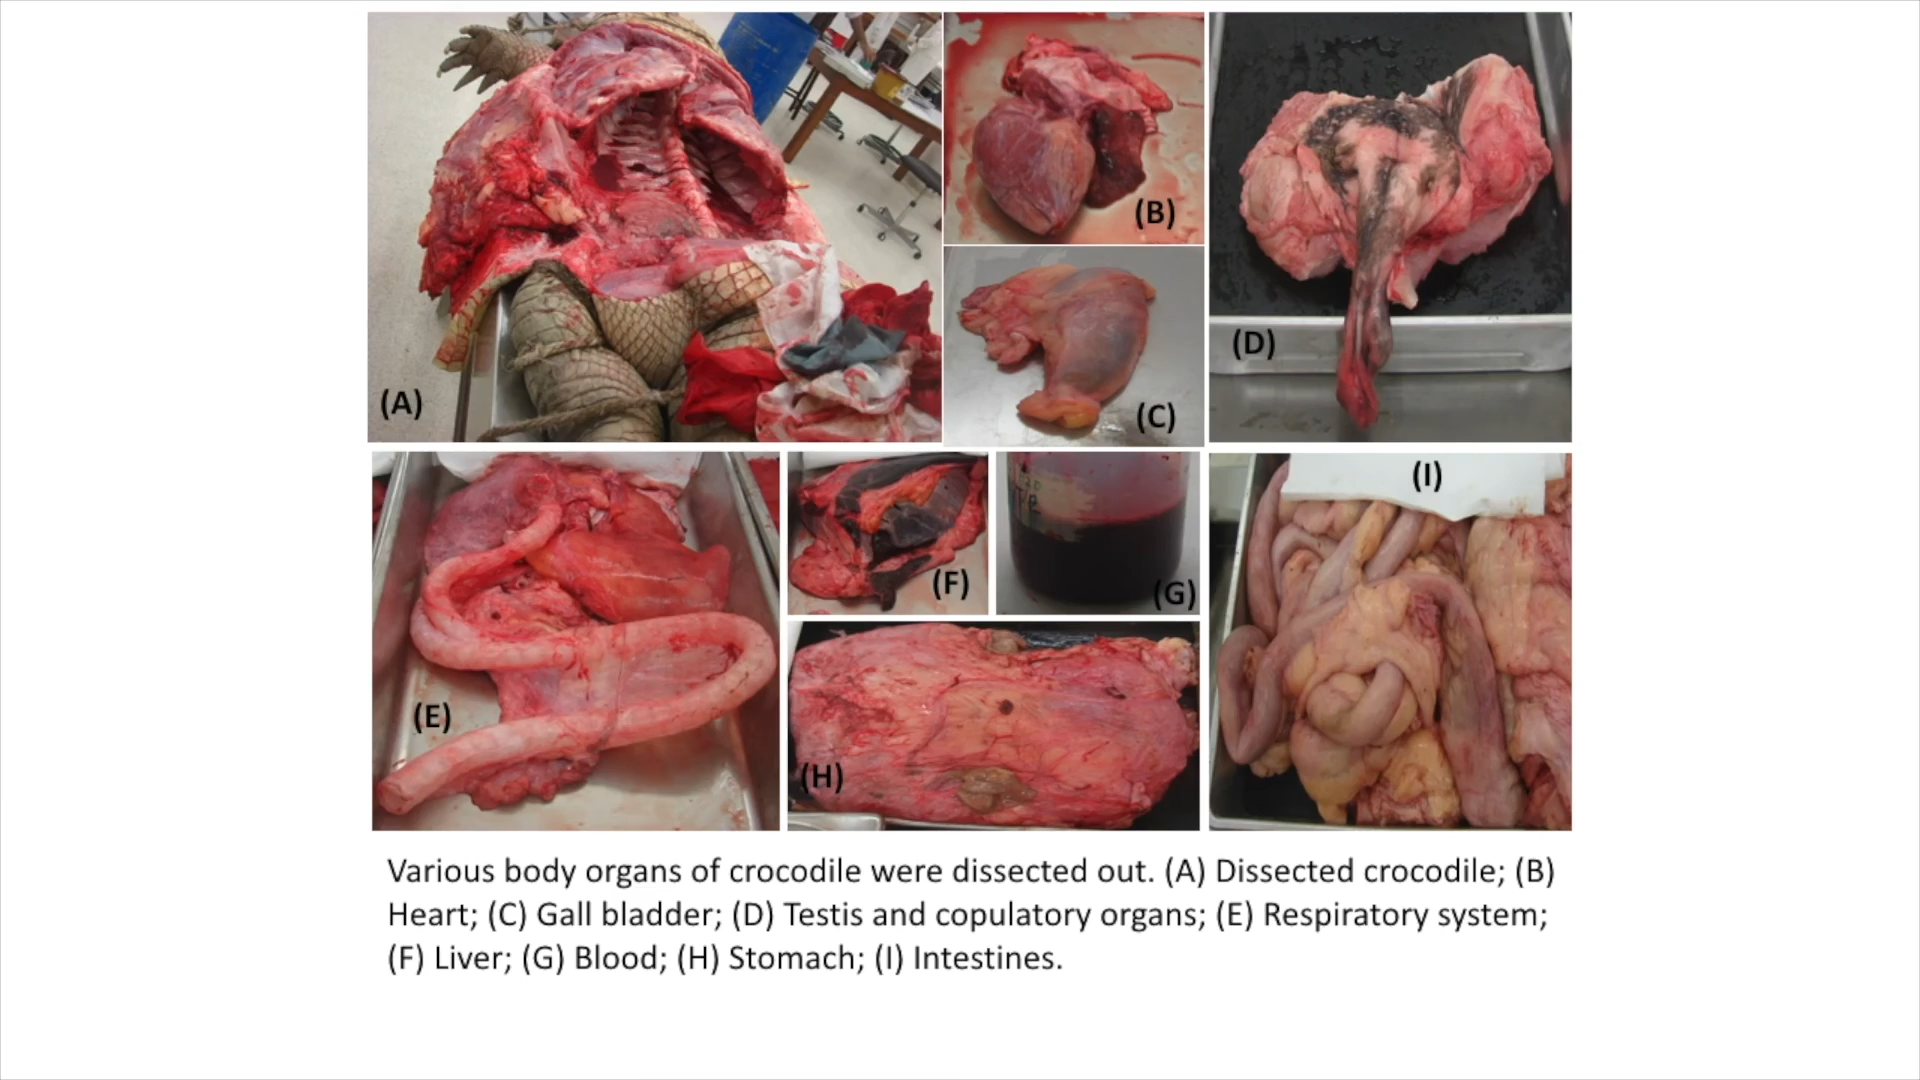 (A)
(B)
(C)
(D)
(E)
(F)
(G)
(H)
(I)
Various body organs of crocodile were dissected out. (A) Dissected crocodile; (B)
Heart; (C) Gall bladder; (D) Testis and copulatory organs; (E) Respiratory system;
(F) Liver; (G) Blood; (H) Stomach; (I) Intestines.